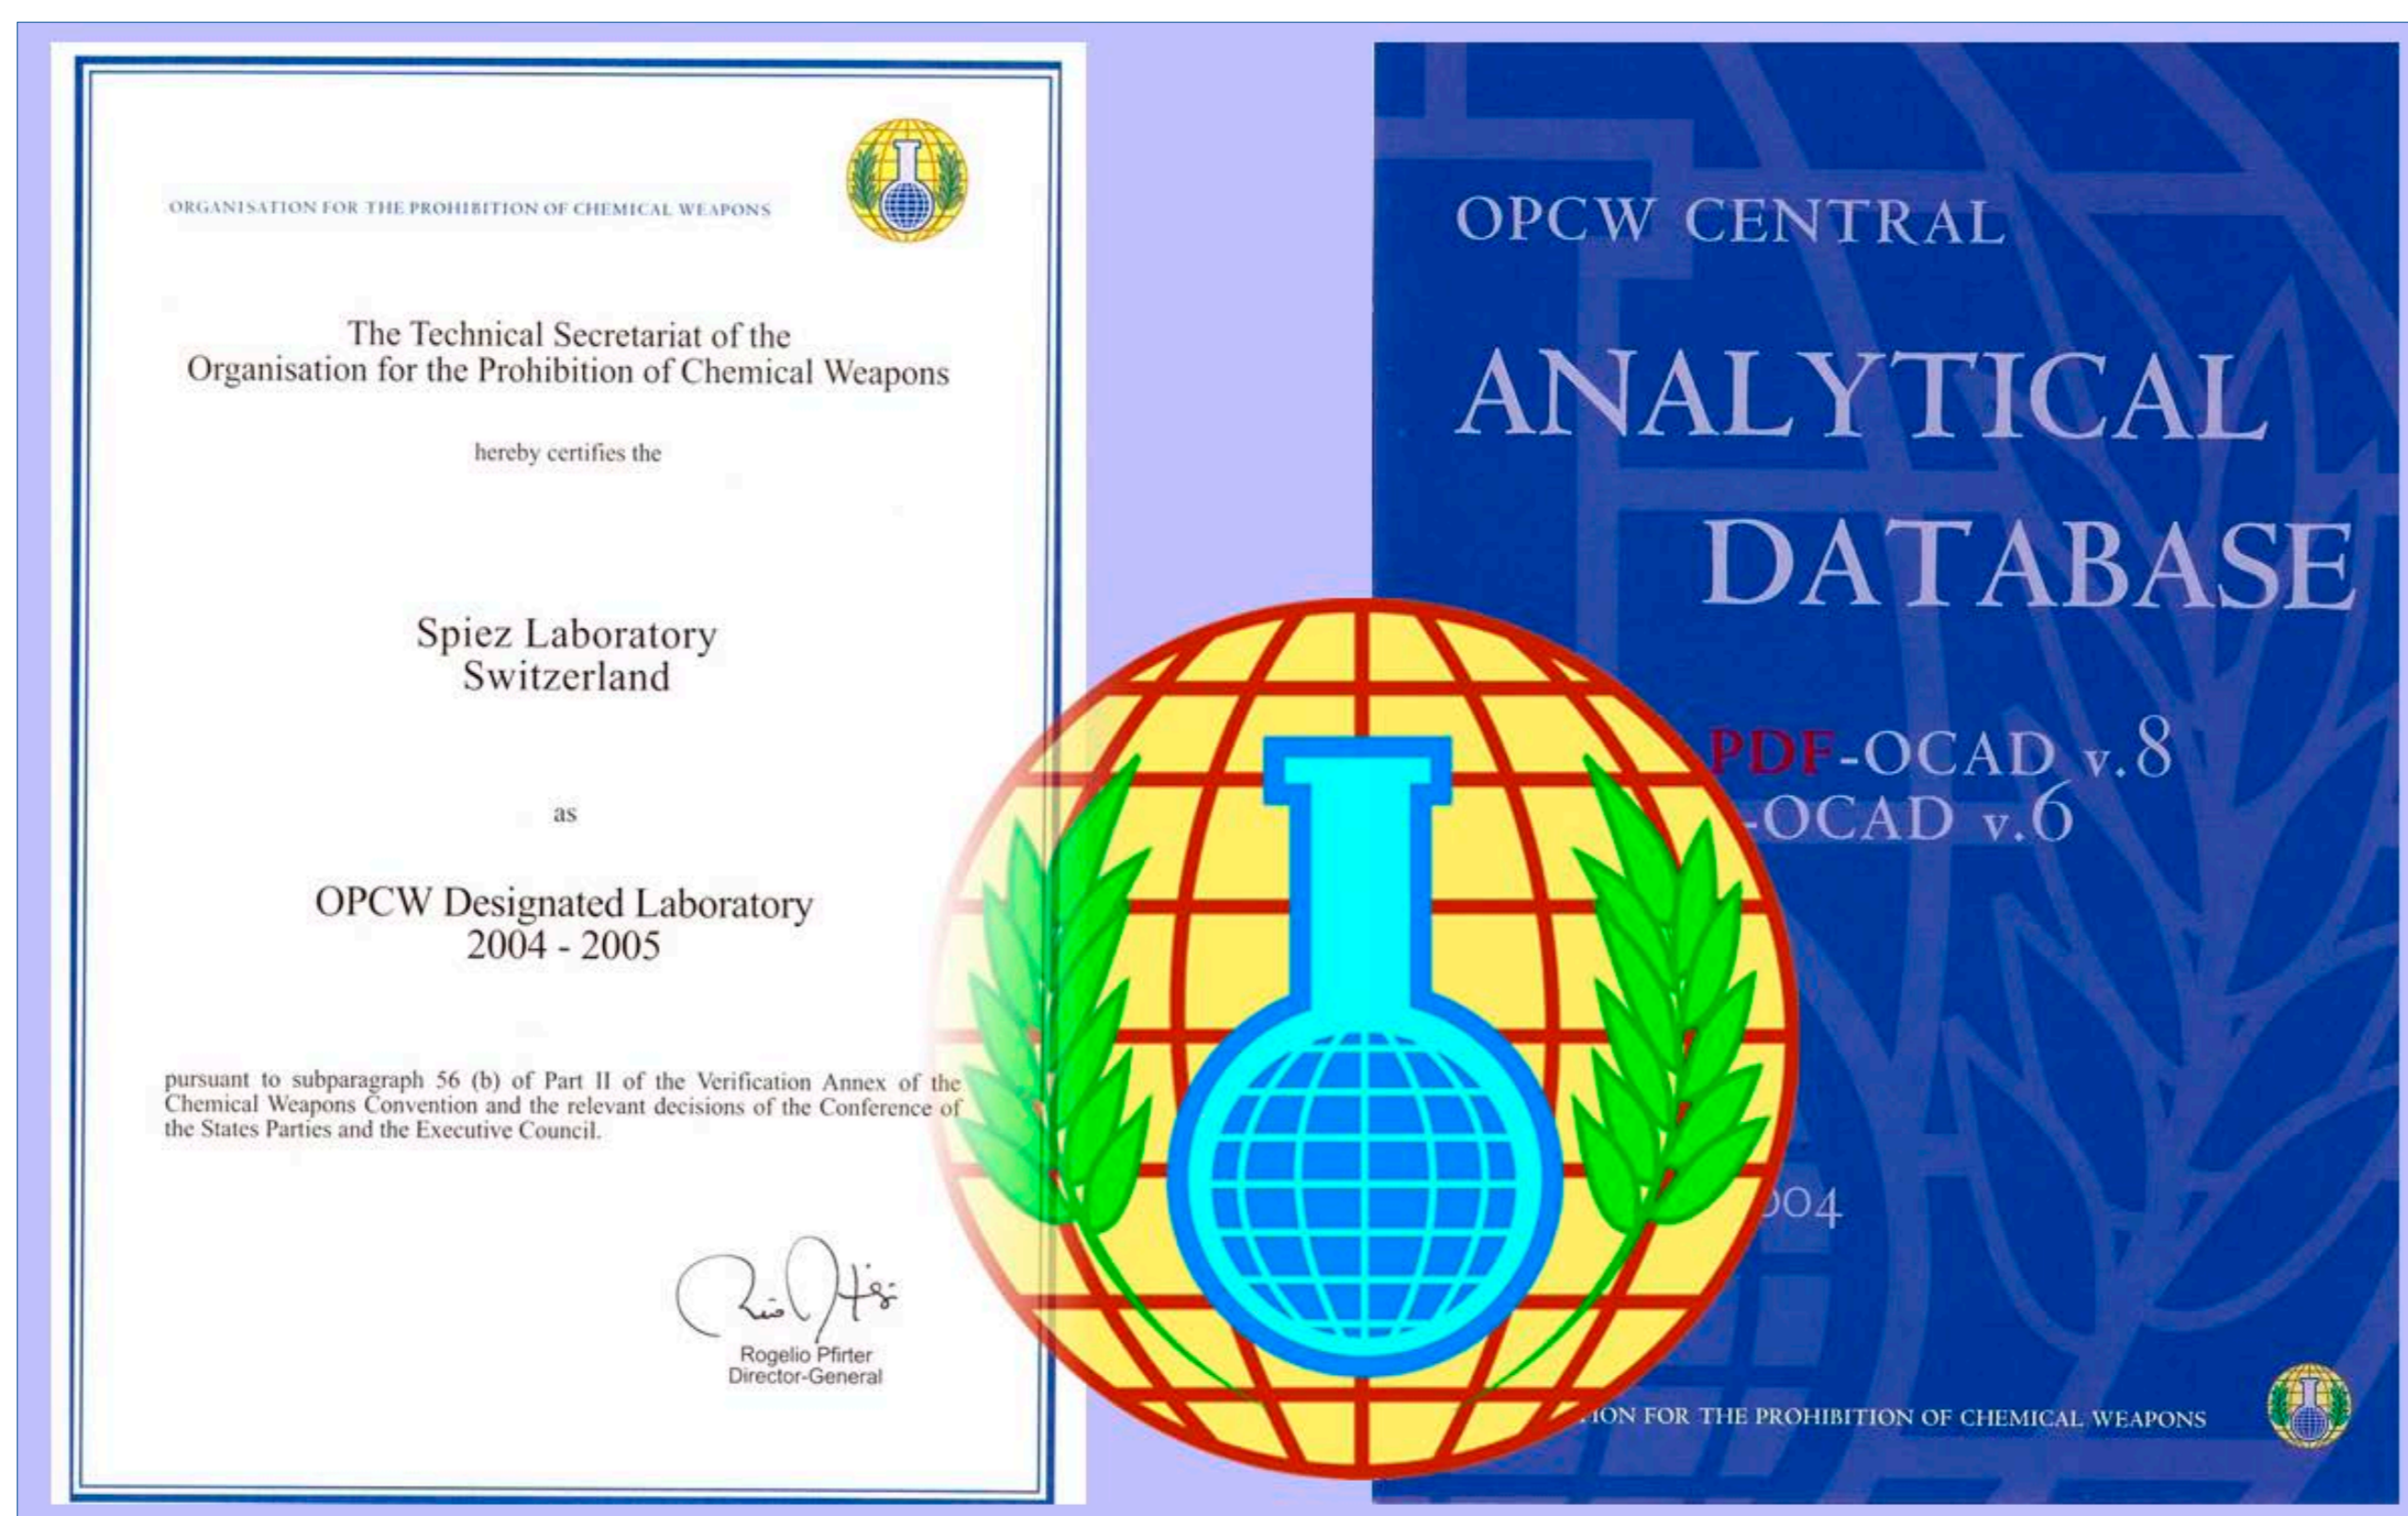 ORGANISATION FOR THE PROHIBITION OF CHEMICAL WEAPONS
The Technical Secretariat of the
Organisation for the Prohibition of Chemical Weapons
hereby certifies the
Spiez Laboratory
Switzerland
as
OPCW Designated Laboratory
2004 - 2005
pursuant to subparagraph 56 (b) of Part II of the Verification Annex of the
Chemical Weapons Convention and the relevant decisions of the Conference of
the States Parties and the Executive Council.
Rogelio Pfirter
Director-General
OPCW CENTRAL
ANALYTICAL
DATABASE
PDF-OCAD v.8
-OCAD v.6
004
ION FOR THE PROHIBITION OF CHEMICAL WEAPONS